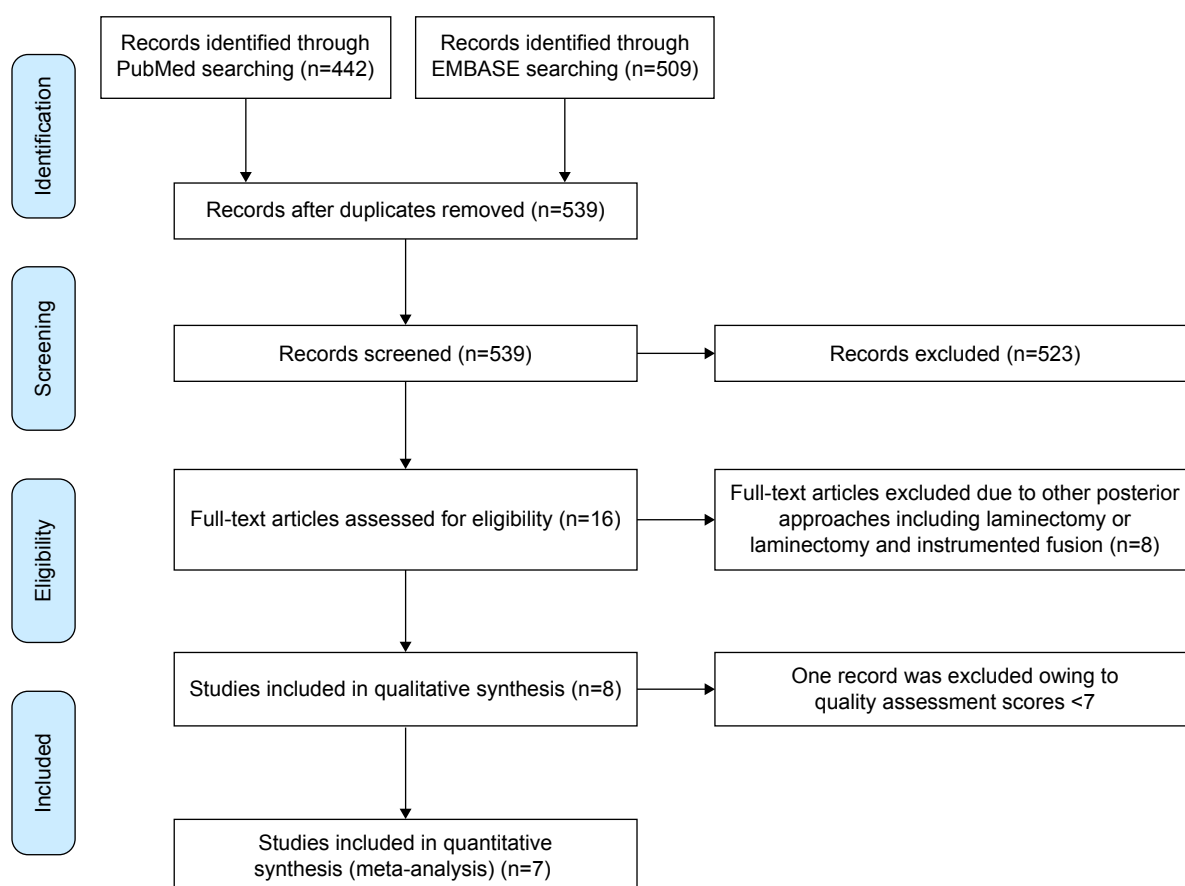 Identification
Records identified through
PubMed searching (n=442)
Records identified through
EMBASE searching (n=509)
Records after duplicates removed (n=539)
Screening
Records screened (n=539)
Records excluded (n=523)
Eligibility
Full-text articles assessed for eligibility (n=16)
Full-text articles excluded due to other posterior
approaches including laminectomy or
laminectomy and instrumented fusion (n=8)
Included
Studies included in qualitative synthesis (n=8)
One record was excluded owing to
quality assessment scores <7
Studies included in quantitative
synthesis (meta-analysis) (n=7)